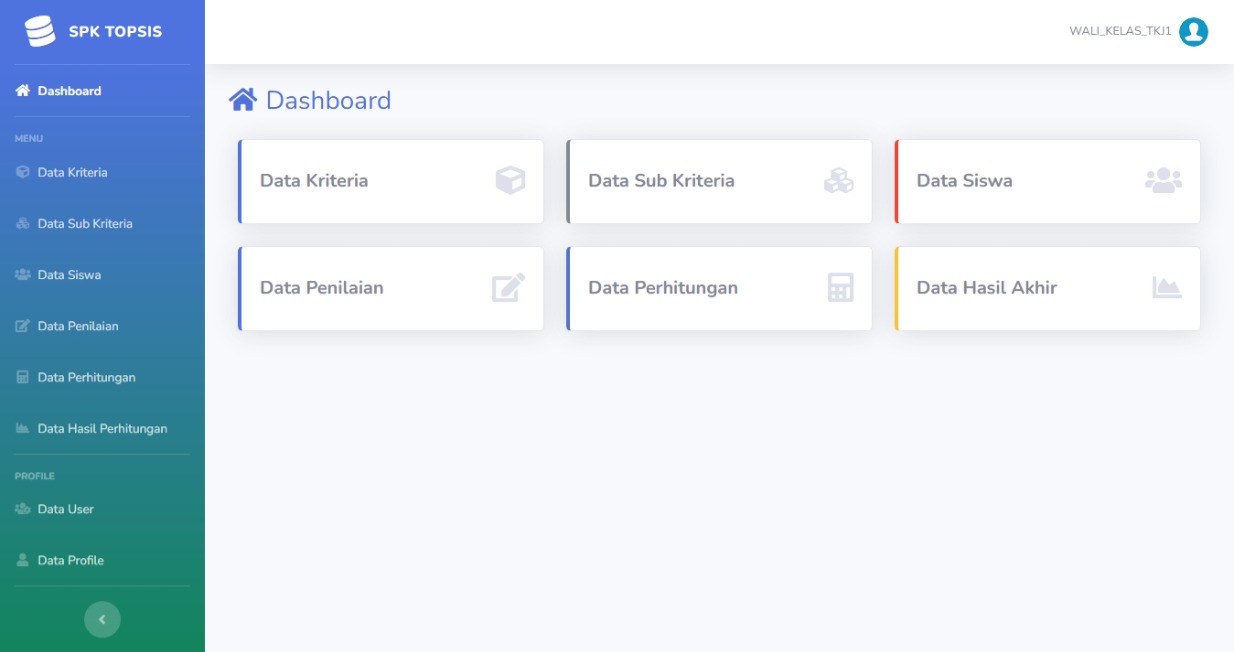 SPK TOPSIS
Dashboard
MENU
Data Kriteria
Data Sub Kriteria
Data Siswa
Data Penilaian
Data Perhitungan
Data Hasil Perhitungan
PROFILE
Data User
Data Profile
WALI_KELAS_TKJ1
Dashboard
Data Kriteria
Data Sub Kriteria
Data Siswa
Data Penilaian
Data Perhitungan
Data Hasil Akhir